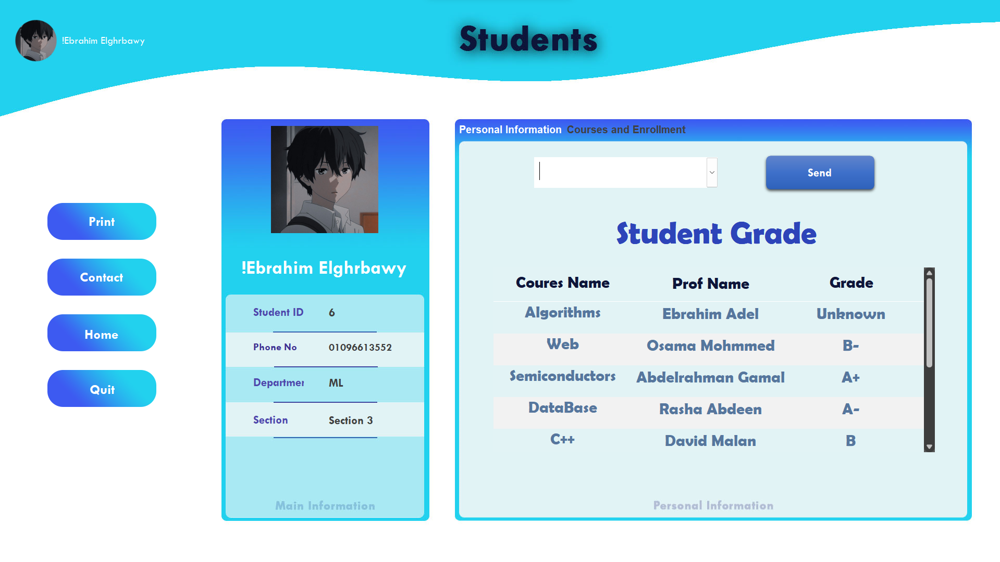 Students
!Ebrahim Elghrbawy
Print
Contact
Home
Quit
!Ebrahim Elghrbawy
Student ID 6
Phone No 01096613552
Departmer ML
Section Section 3
Main Information
Personal Information Courses and Enrollment
Send
Student Grade
Coures Name Prof Name Grade
Algorithms Ebrahim Adel Unknown
Web Osama Mohmmed B-
Semiconductors Abdelrahman Gamal A+
DataBase Rasha Abdeen A-
C++ David Malan B
Personal Information